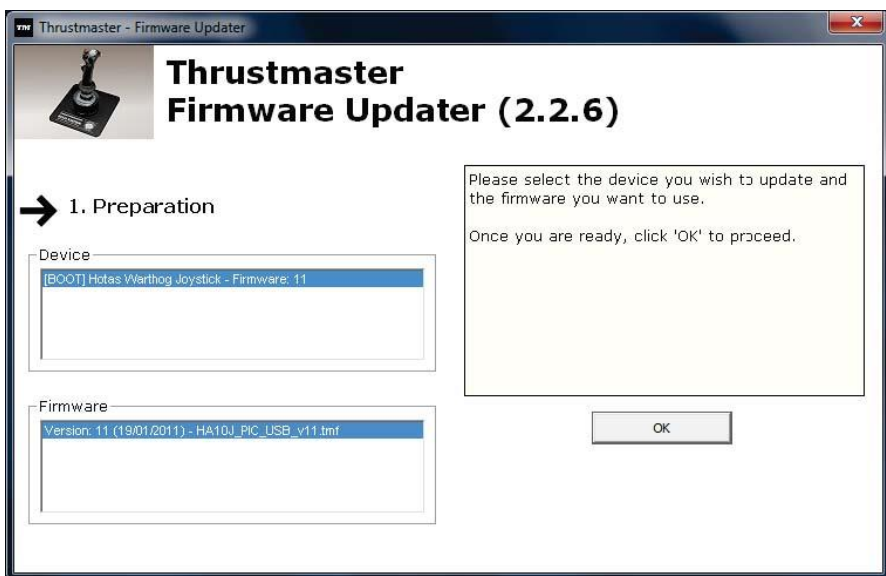 Thrustmaster - Firmware Updater
Thrustmaster
Firmware Updater (2.2.6)
1. Preparation
Device
[BOOT] Hotas Warthog Joystick - Firmware: 11
Firmware
Version: 11 (19/01/2011) - HA10J_PIC_USB_v11.tmf
Please select the device you wish to update and
the firmware you want to use.
Once you are ready, click 'OK' to proceed.
OK